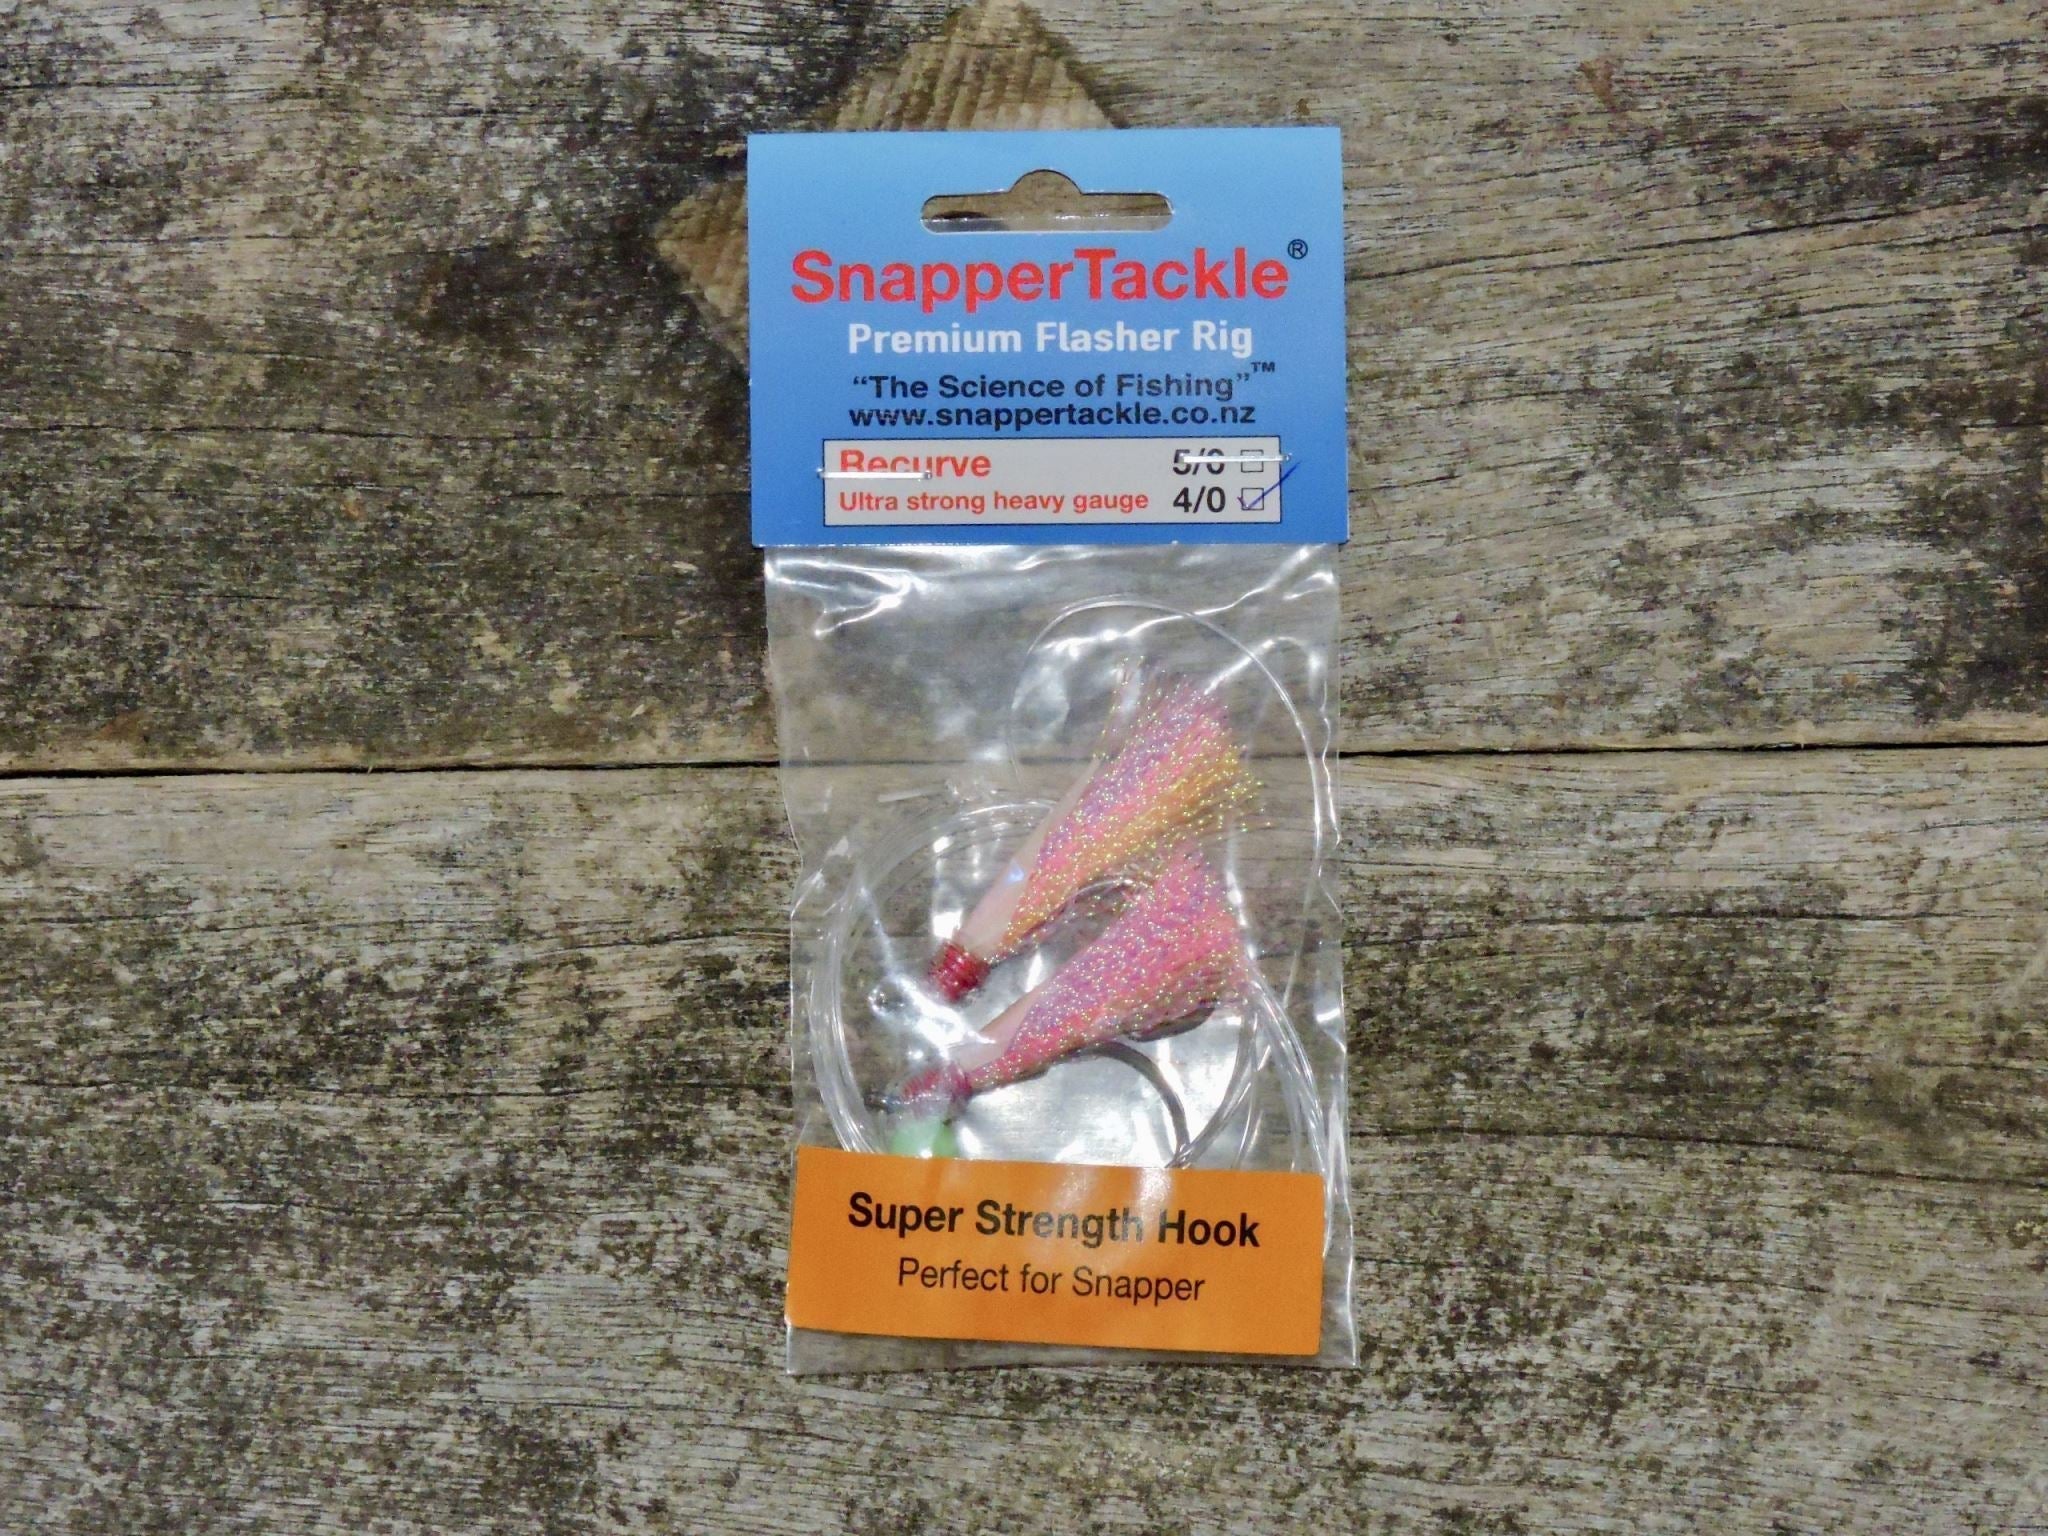 SnapperTackle®
Premium Flasher Rig
“The Science of Fishing”™
www.snappertackle.co.nz
Recurve 5/0
Ultra strong heavy gauge 4/0
Super Strength Hook
Perfect for Snapper